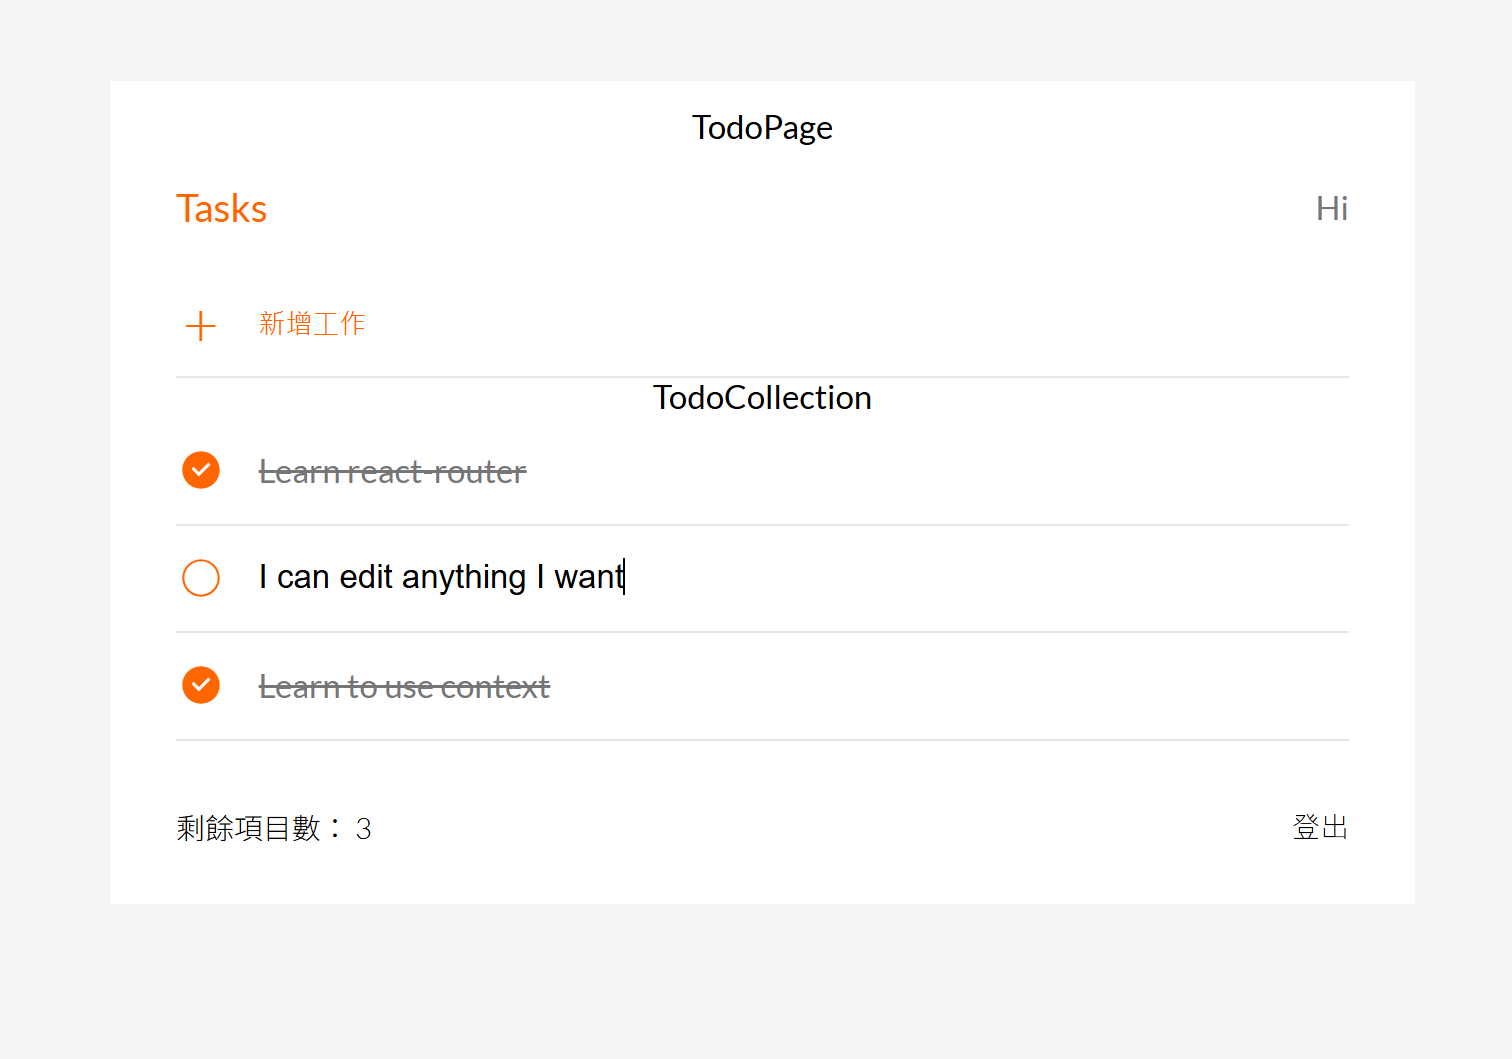 TodoPage
Tasks
Hi
新增工作
TodoCollection
Learn react-router
I can edit anything I want
Learn to use context
剩餘項目數： 3
登出